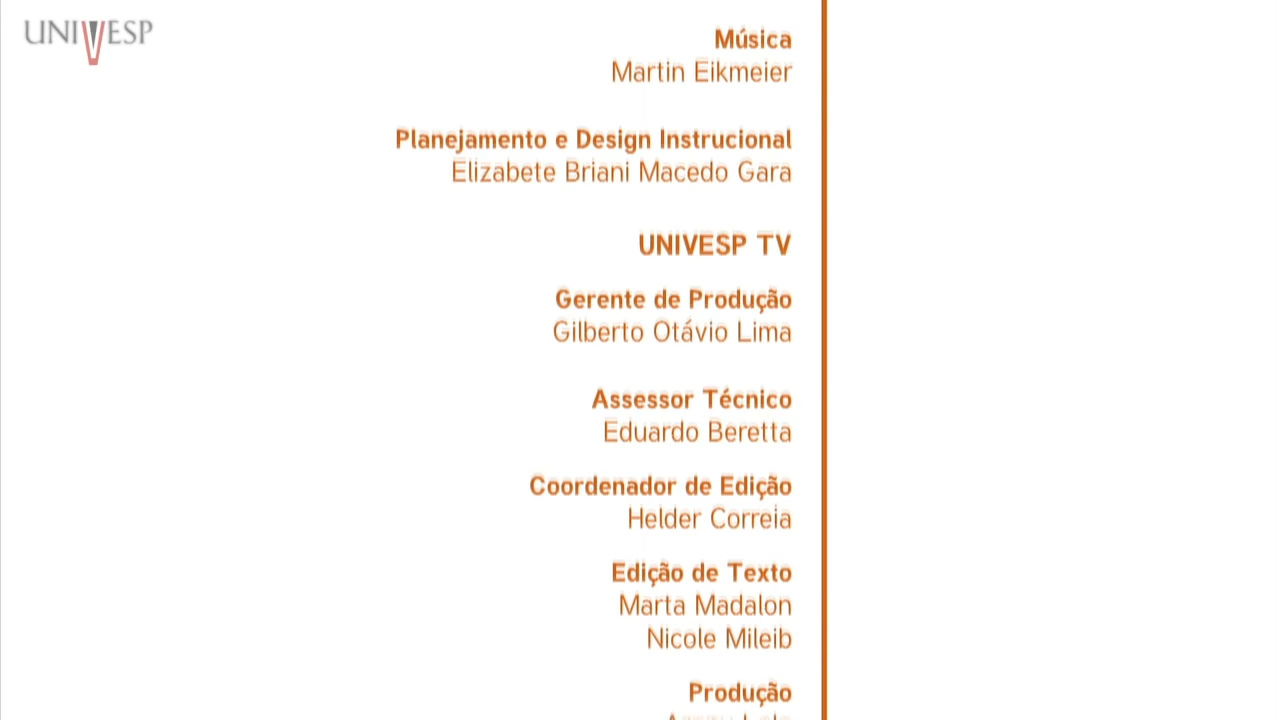 UNIVESP
Música
Martin Eikmeier
Planejamento e Design Instrucional
Elizabete Briani Macedo Gara
UNIVESP TV
Gerente de Produção
Gilberto Otávio Lima
Assessor Técnico
Eduardo Beretta
Coordenador de Edição
Helder Correia
Edição de Texto
Marta Madalon
Nicole Mileib
Produção